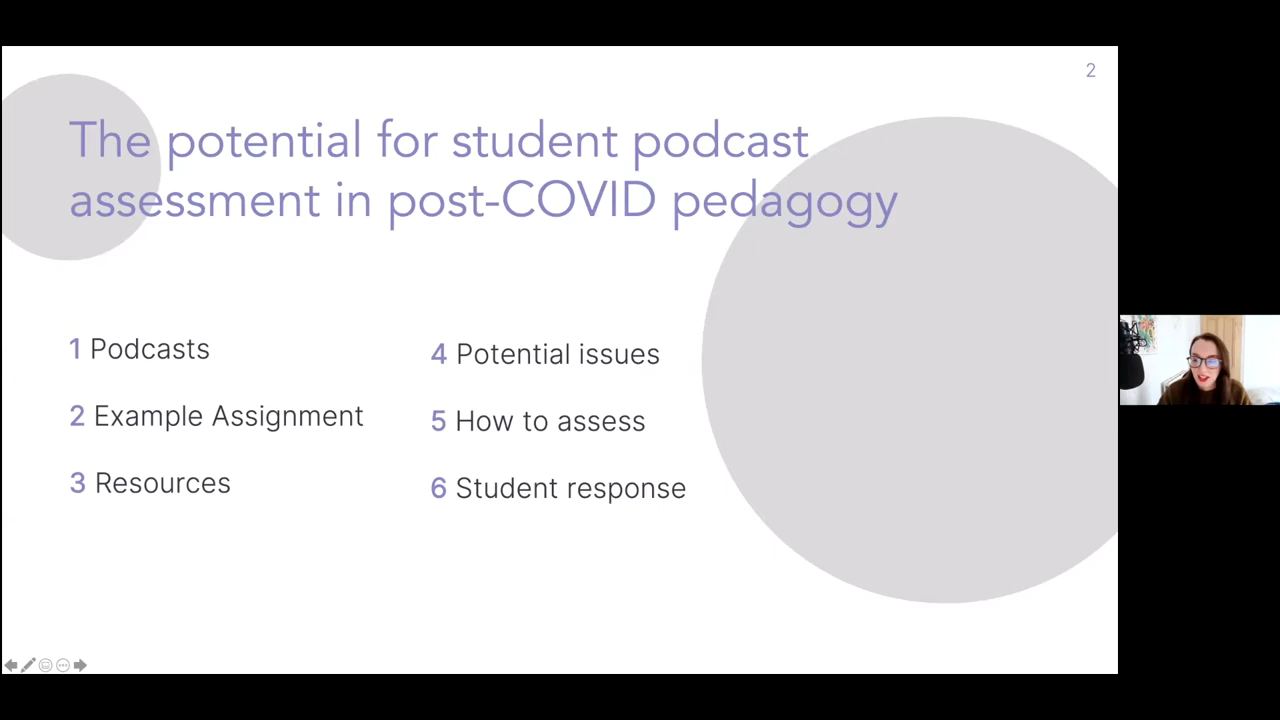 2
The potential for student podcast
assessment in post-COVID pedagogy
1 Podcasts
2 Example Assignment
3 Resources
4 Potential issues
5 How to assess
6 Student response